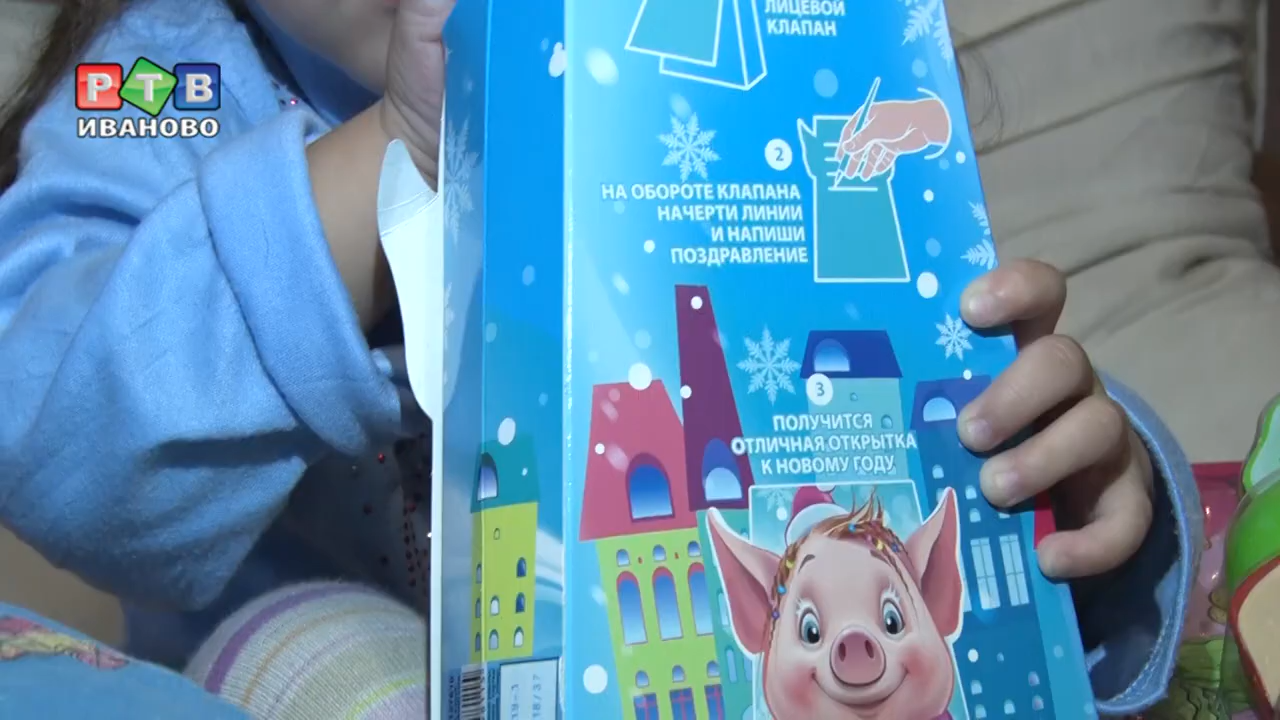 РТВ
ИВАНОВО
ЛИЦЕВОЙ
КЛАПАН
2
НА ОБОРОТЕ КЛАПАНА
НАЧЕРТИ ЛИНИИ
И НАПИШИ
ПОЗДРАВЛЕНИЕ
3
ПОЛУЧИТСЯ
ОТЛИЧНАЯ ОТКРЫТКА
К НОВОМУ ГОДУ